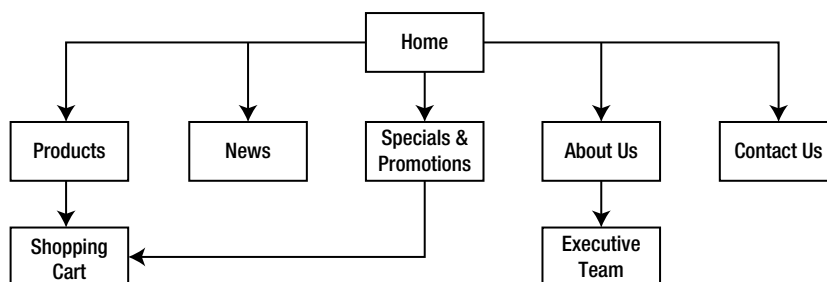 Home
Products
News
Specials &
Promotions
About Us
Contact Us
Shopping
Cart
Executive
Team